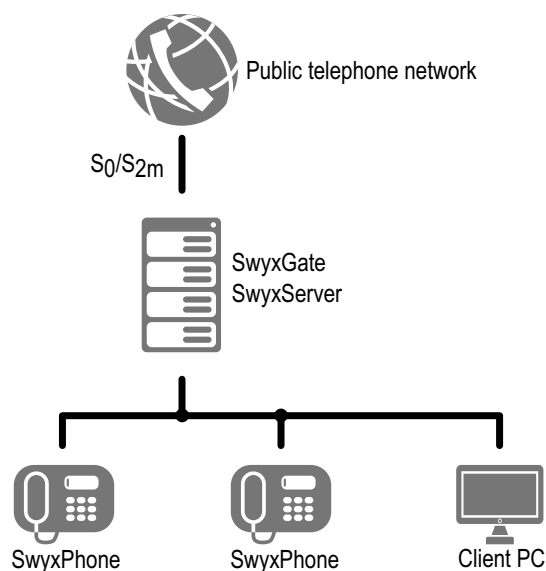 Public telephone network
S0/S2m
SwyxGate
SwyxServer
SwyxPhone
SwyxPhone
Client PC